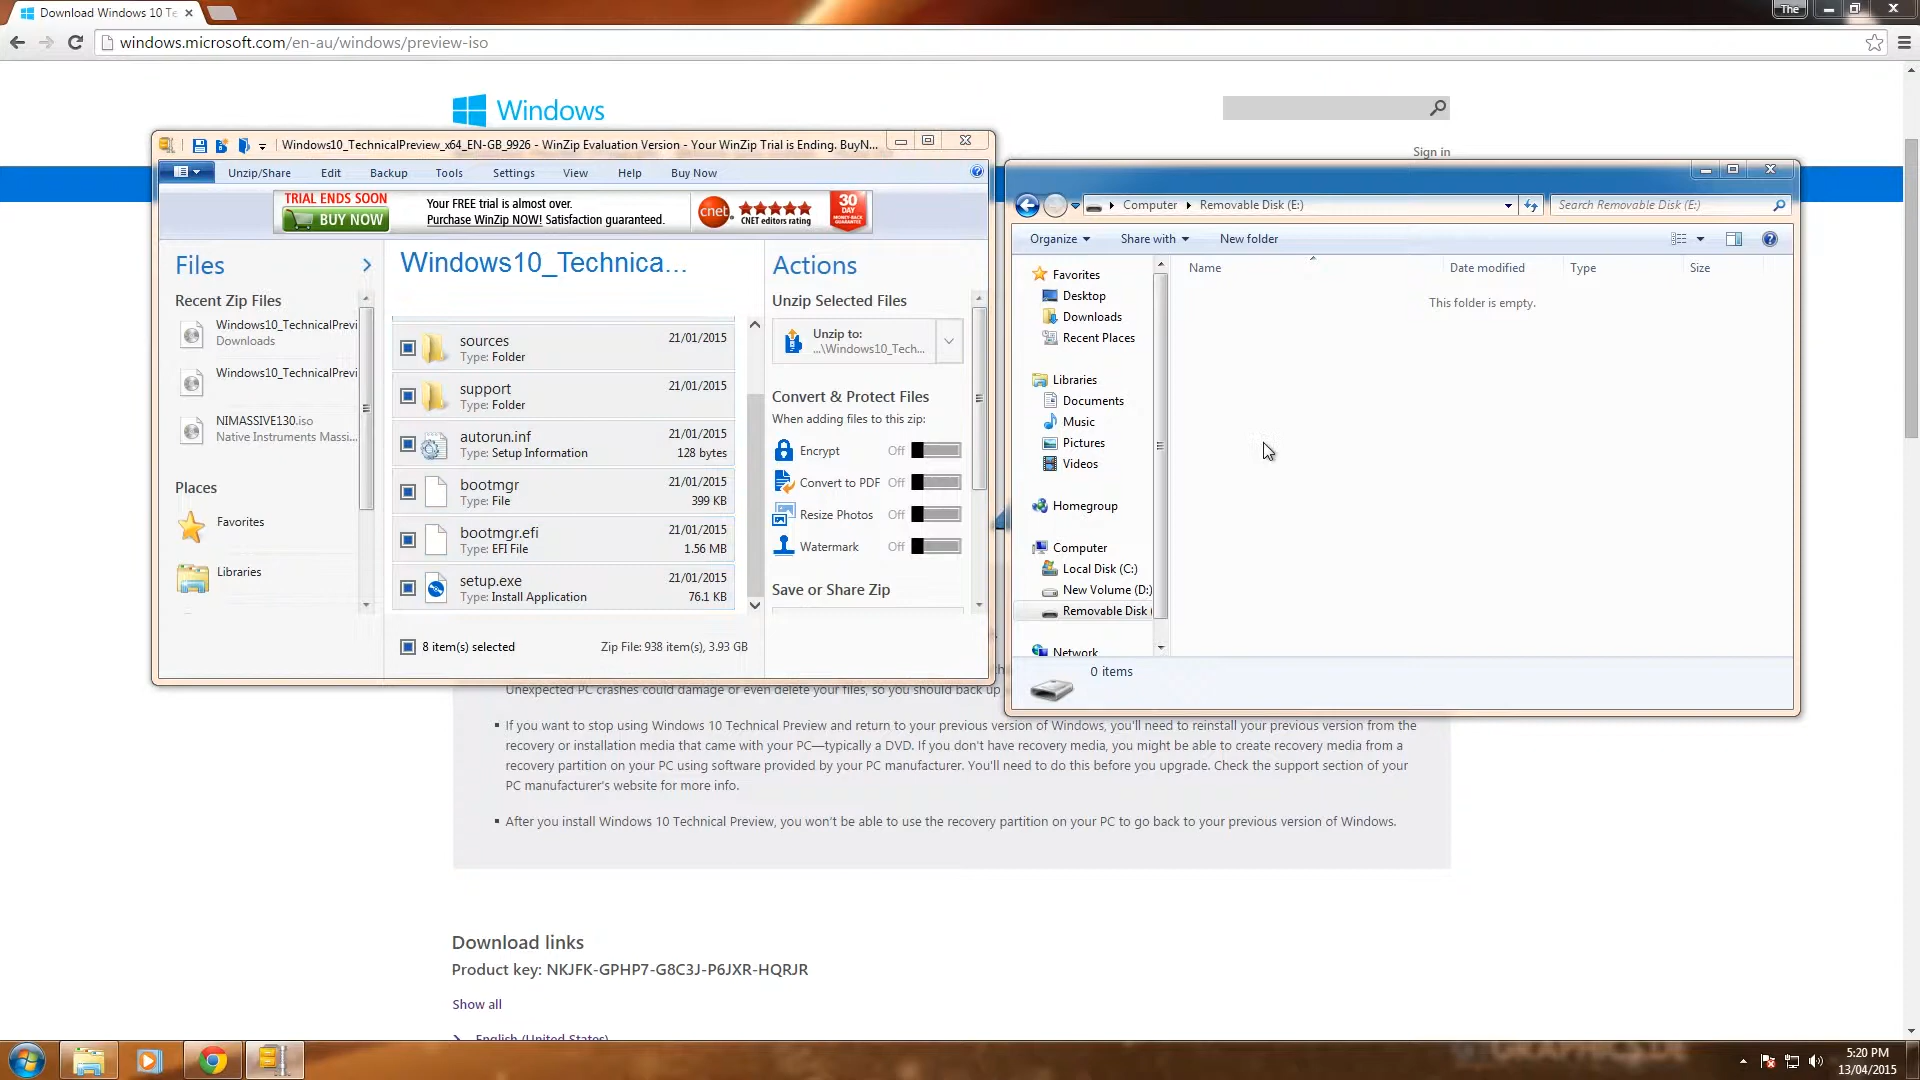 Download Windows 10 Te
The
windows.microsoft.com/en-au/windows/preview-iso
Windows
Sign in
Windows10_TechnicalPreview_x64_EN-GB_9926 - WinZip Evaluation Version - Your WinZip Trial is Ending. BuyN...
Unzip/Share Edit Backup Tools Settings View Help Buy Now
TRIAL ENDS SOON
BUY NOW
Your FREE trial is almost over.
Purchase WinZip NOW! Satisfaction guaranteed.
cnet
CNET editors rating
30
DAY
Files
Recent Zip Files
Windows10_TechnicalPrevi
Downloads
Windows10_TechnicalPrevi
NIMASSIVE130.iso
Native Instruments Massi...
Places
Favorites
Libraries
Windows10_Technica...
sources 21/01/2015
Type: Folder
support 21/01/2015
Type: Folder
autorun.inf 21/01/2015
Type: Setup Information 128 bytes
bootmgr 21/01/2015
Type: File 399 KB
bootmgr.efi 21/01/2015
Type: EFI File 1.56 MB
setup.exe 21/01/2015
Type: Install Application 76.1 KB
8 item(s) selected Zip File: 938 item(s), 3.93 GB
Actions
Unzip Selected Files
Unzip to:
...\Windows10_Tech...
Convert & Protect Files
When adding files to this zip:
Encrypt Off
Convert to PDF Off
Resize Photos Off
Watermark Off
Save or Share Zip
Computer Removable Disk (E:) Search Removable Disk (E:)
Organize Share with New folder
Favorites
Desktop
Downloads
Recent Places
Libraries
Documents
Music
Pictures
Videos
Homegroup
Computer
Local Disk (C:)
New Volume (D:)
Removable Disk (
Network
Name Date modified Type Size
This folder is empty.
0 items
Unexpected PC crashes could damage or even delete your files, so you should back up
If you want to stop using Windows 10 Technical Preview and return to your previous version of Windows, you'll need to reinstall your previous version from the
recovery or installation media that came with your PC—typically a DVD. If you don't have recovery media, you might be able to create recovery media from a
recovery partition on your PC using software provided by your PC manufacturer. You'll need to do this before you upgrade. Check the support section of your
PC manufacturer's website for more info.
After you install Windows 10 Technical Preview, you won't be able to use the recovery partition on your PC to go back to your previous version of Windows.
Download links
Product key: NKJFK-GPHP7-G8C3J-P6JXR-HQRJR
Show all
English (United States)
5:20 PM
13/04/2015